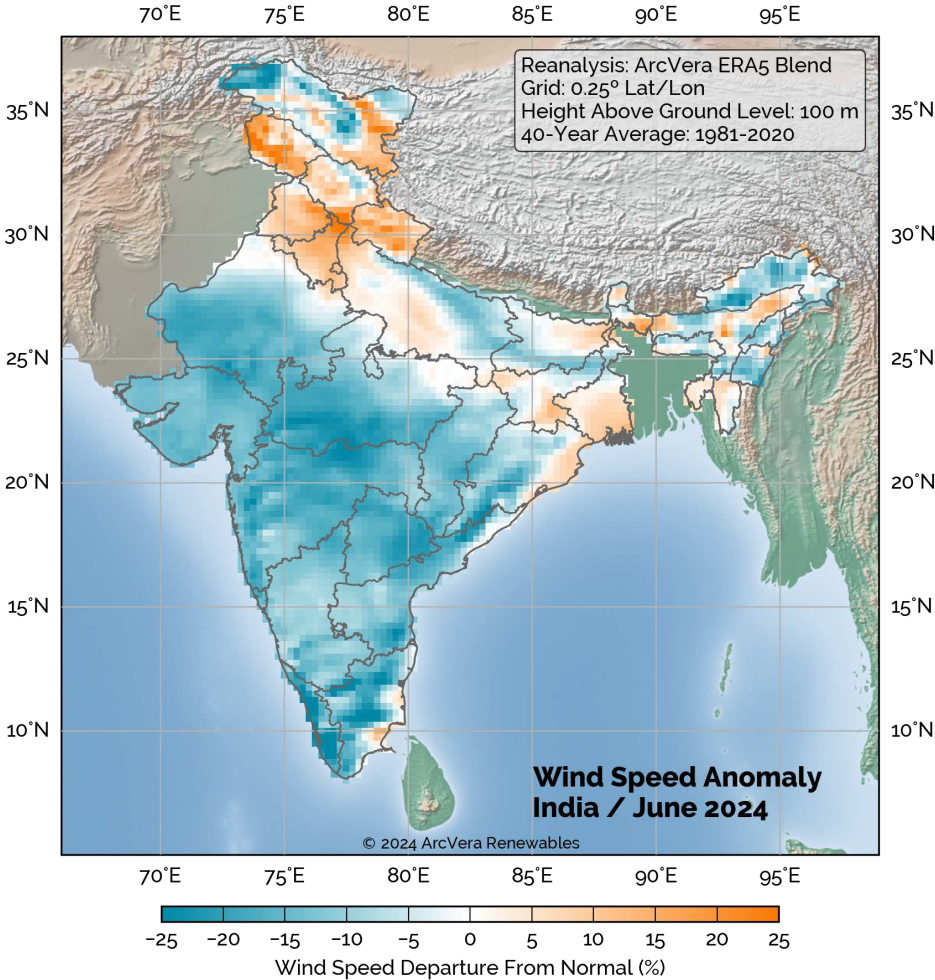 70°E 75°E 80°E 85°E 90°E 95°E
Reanalysis: ArcVera ERA5 Blend
Grid: 0.25º Lat/Lon
Height Above Ground Level: 100 m
40-Year Average: 1981-2020
35°N 35°N
30°N 30°N
25°N 25°N
20°N 20°N
15°N 15°N
10°N 10°N
Wind Speed Anomaly
India / June 2024
© 2024 ArcVera Renewables
70°E 75°E 80°E 85°E 90°E 95°E
−25 −20 −15 −10 −5 0 5 10 15 20 25
Wind Speed Departure From Normal (%)